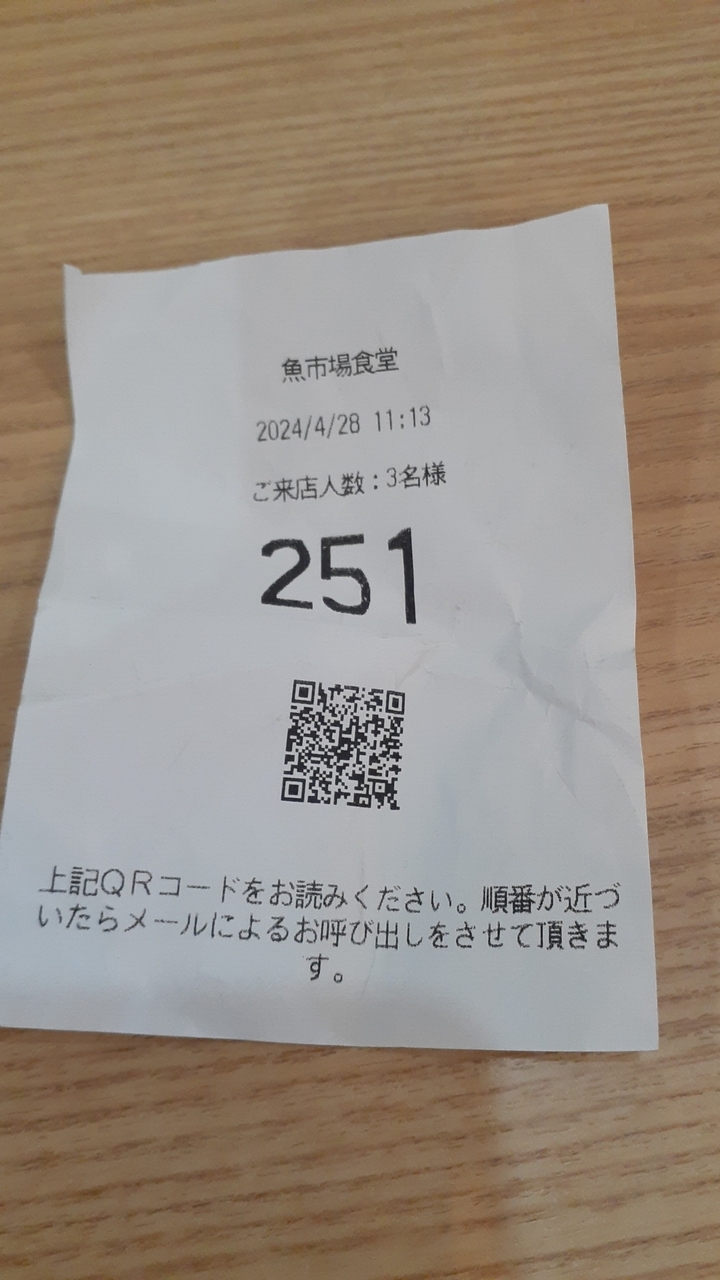 魚市場食堂
2024/4/28 11:13
ご来店人数:3名様
251
上記QRコードをお読みください。順番が近づ
いたらメールによるお呼び出しをさせて頂きま
す。